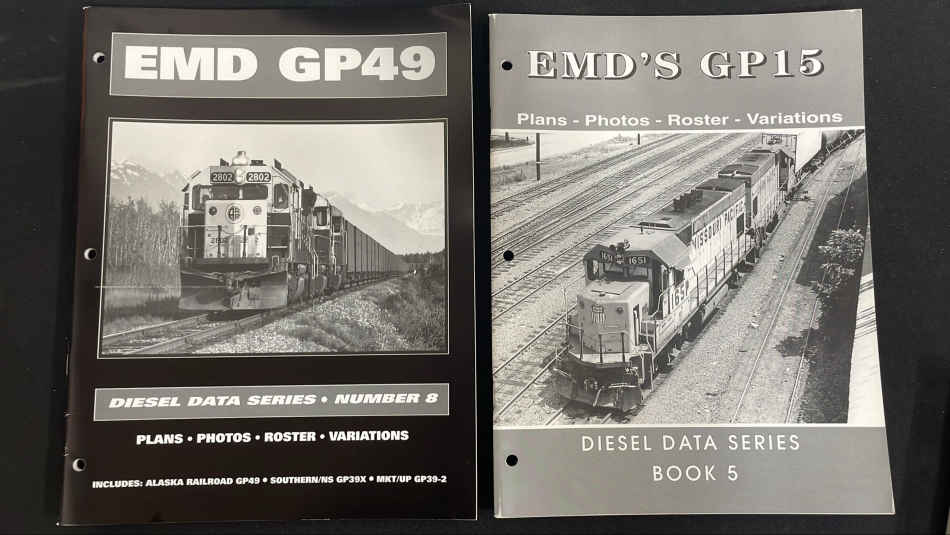 EMD GP49
2802 2802
DIESEL DATA SERIES • NUMBER 8
PLANS • PHOTOS • ROSTER • VARIATIONS
INCLUDES: ALASKA RAILROAD GP49 • SOUTHERN/NS GP39X • MKT/UP GP39-2
EMD'S GP15
Plans - Photos - Roster - Variations
MISSOURI PACIFIC
1651 1651
1651
DIESEL DATA SERIES
BOOK 5